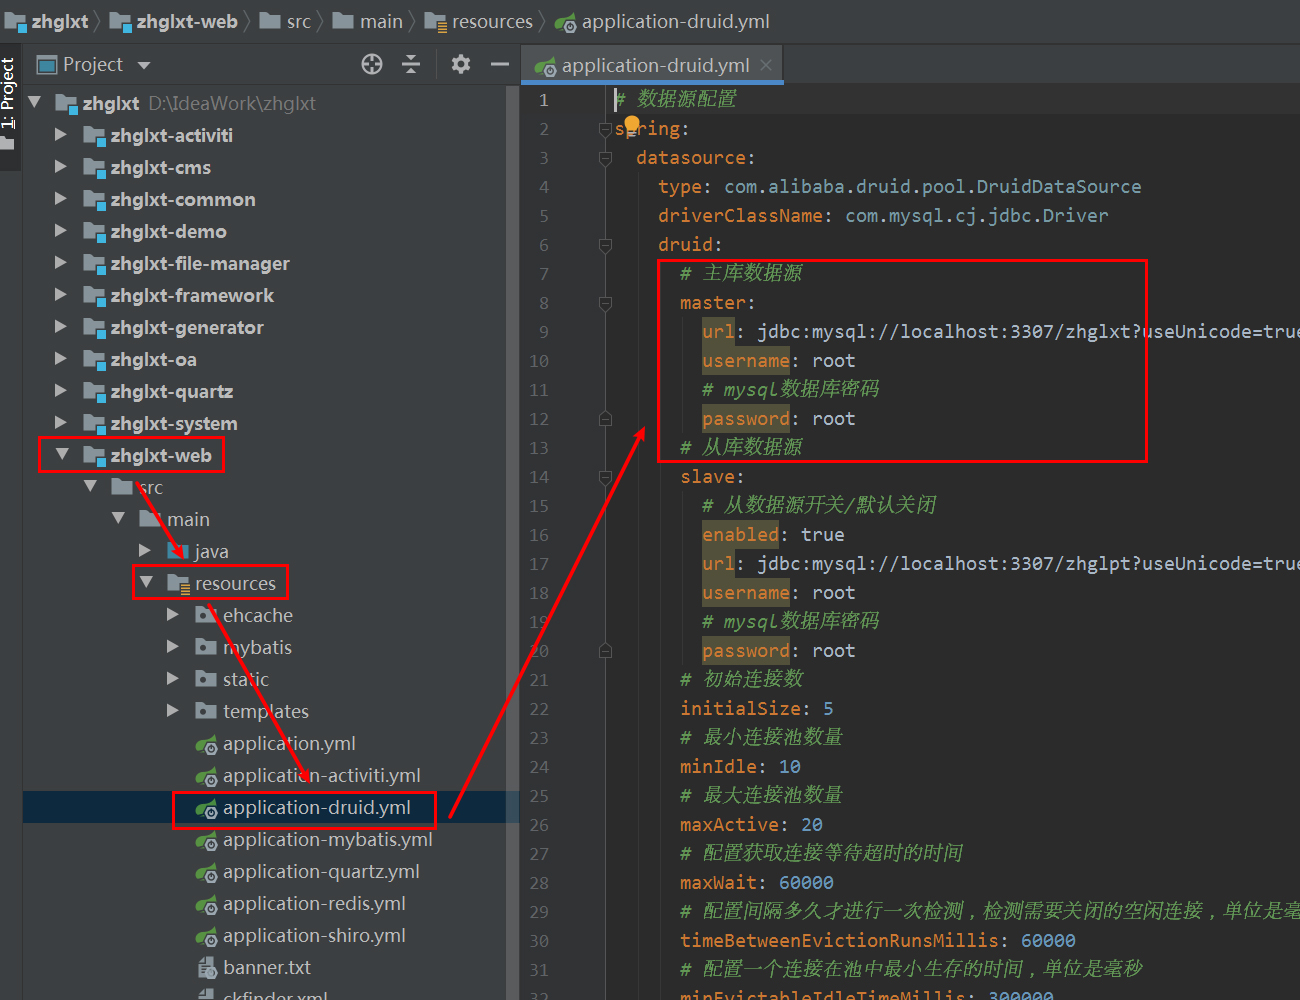 zhglxt zhglxt-web src main resources application-druid.yml
1: Project
Project
zhglxt D:\IdeaWork\zhglxt
zhglxt-activiti
zhglxt-cms
zhglxt-common
zhglxt-demo
zhglxt-file-manager
zhglxt-framework
zhglxt-generator
zhglxt-oa
zhglxt-quartz
zhglxt-system
zhglxt-web
src
main
java
resources
ehcache
mybatis
static
templates
application.yml
application-activiti.yml
application-druid.yml
application-mybatis.yml
application-quartz.yml
application-redis.yml
application-shiro.yml
banner.txt
ckfinder.xml
application-druid.yml
1 # 数据源配置
2 spring:
3 datasource:
4 type: com.alibaba.druid.pool.DruidDataSource
5 driverClassName: com.mysql.cj.jdbc.Driver
6 druid:
7 # 主库数据源
8 master:
9 url: jdbc:mysql://localhost:3307/zhglxt?useUnicode=true
10 username: root
11 # mysql数据库密码
12 password: root
13 # 从库数据源
14 slave:
15 # 从数据源开关/默认关闭
16 enabled: true
17 url: jdbc:mysql://localhost:3307/zhglpt?useUnicode=true
18 username: root
19 # mysql数据库密码
20 password: root
21 # 初始连接数
22 initialSize: 5
23 # 最小连接池数量
24 minIdle: 10
25 # 最大连接池数量
26 maxActive: 20
27 # 配置获取连接等待超时的时间
28 maxWait: 60000
29 # 配置间隔多久才进行一次检测，检测需要关闭的空闲连接，单位是毫
30 timeBetweenEvictionRunsMillis: 60000
31 # 配置一个连接在池中最小生存的时间，单位是毫秒
32 minEvictableIdleTimeMillis: 300000